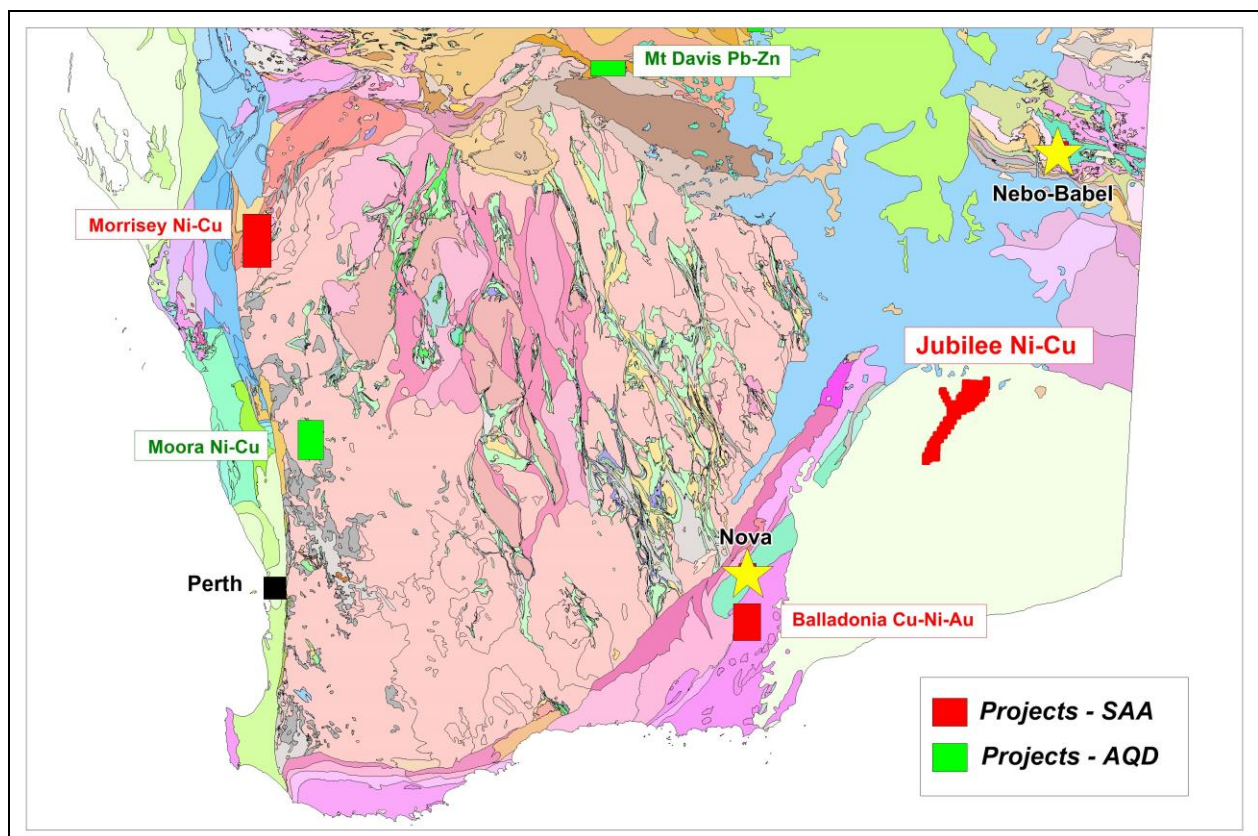 Mt Davis Pb-Zn
Nebo-Babel
Morrisey Ni-Cu
Jubilee Ni-Cu
Moora Ni-Cu
Nova
Perth
Balladonia Cu-Ni-Au
Projects - SAA
Projects - AQD